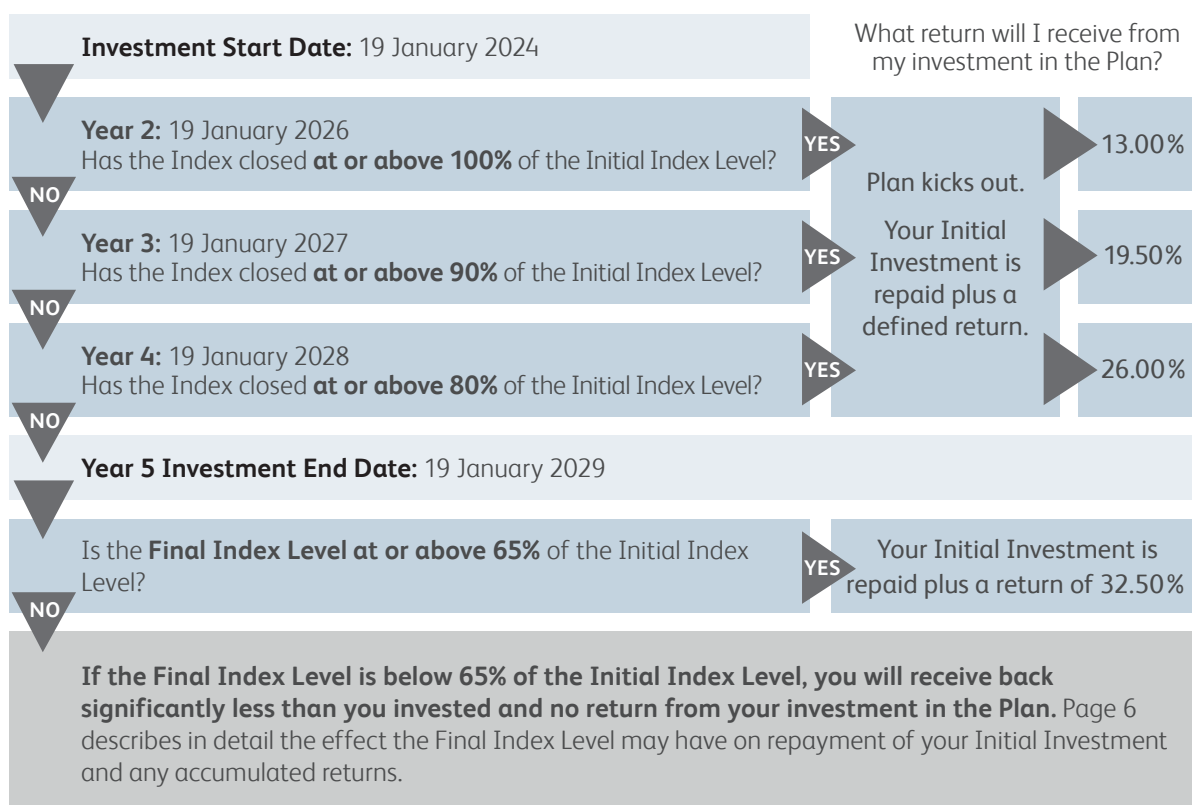 Investment Start Date: 19 January 2024
What return will I receive from
my investment in the Plan?
Year 2: 19 January 2026
Has the Index closed at or above 100% of the Initial Index Level?
YES
13.00%
NO
Plan kicks out.
Your Initial
Investment is
repaid plus a
defined return.
Year 3: 19 January 2027
Has the Index closed at or above 90% of the Initial Index Level?
YES
19.50%
NO
Year 4: 19 January 2028
Has the Index closed at or above 80% of the Initial Index Level?
YES
26.00%
NO
Year 5 Investment End Date: 19 January 2029
Is the Final Index Level at or above 65% of the Initial Index
Level?
YES
Your Initial Investment is
repaid plus a return of 32.50%
NO
If the Final Index Level is below 65% of the Initial Index Level, you will receive back
significantly less than you invested and no return from your investment in the Plan. Page 6
describes in detail the effect the Final Index Level may have on repayment of your Initial Investment
and any accumulated returns.